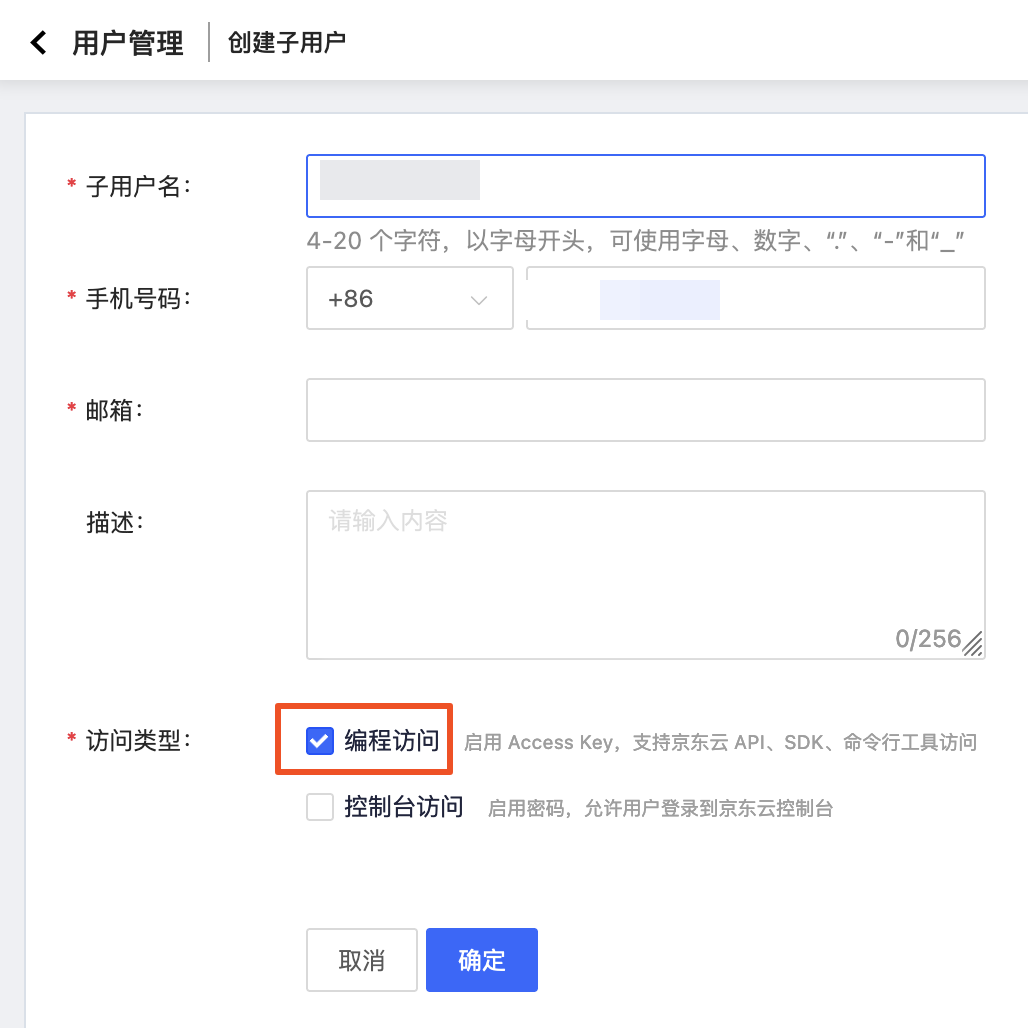 用户管理 创建子用户
* 子用户名：
4-20 个字符，以字母开头，可使用字母、数字、“.”、“-”和“_”
* 手机号码： +86
* 邮箱：
描述： 请输入内容
0/256
* 访问类型： 编程访问 启用 Access Key，支持京东云 API、SDK、命令行工具访问
控制台访问 启用密码，允许用户登录到京东云控制台
取消 确定